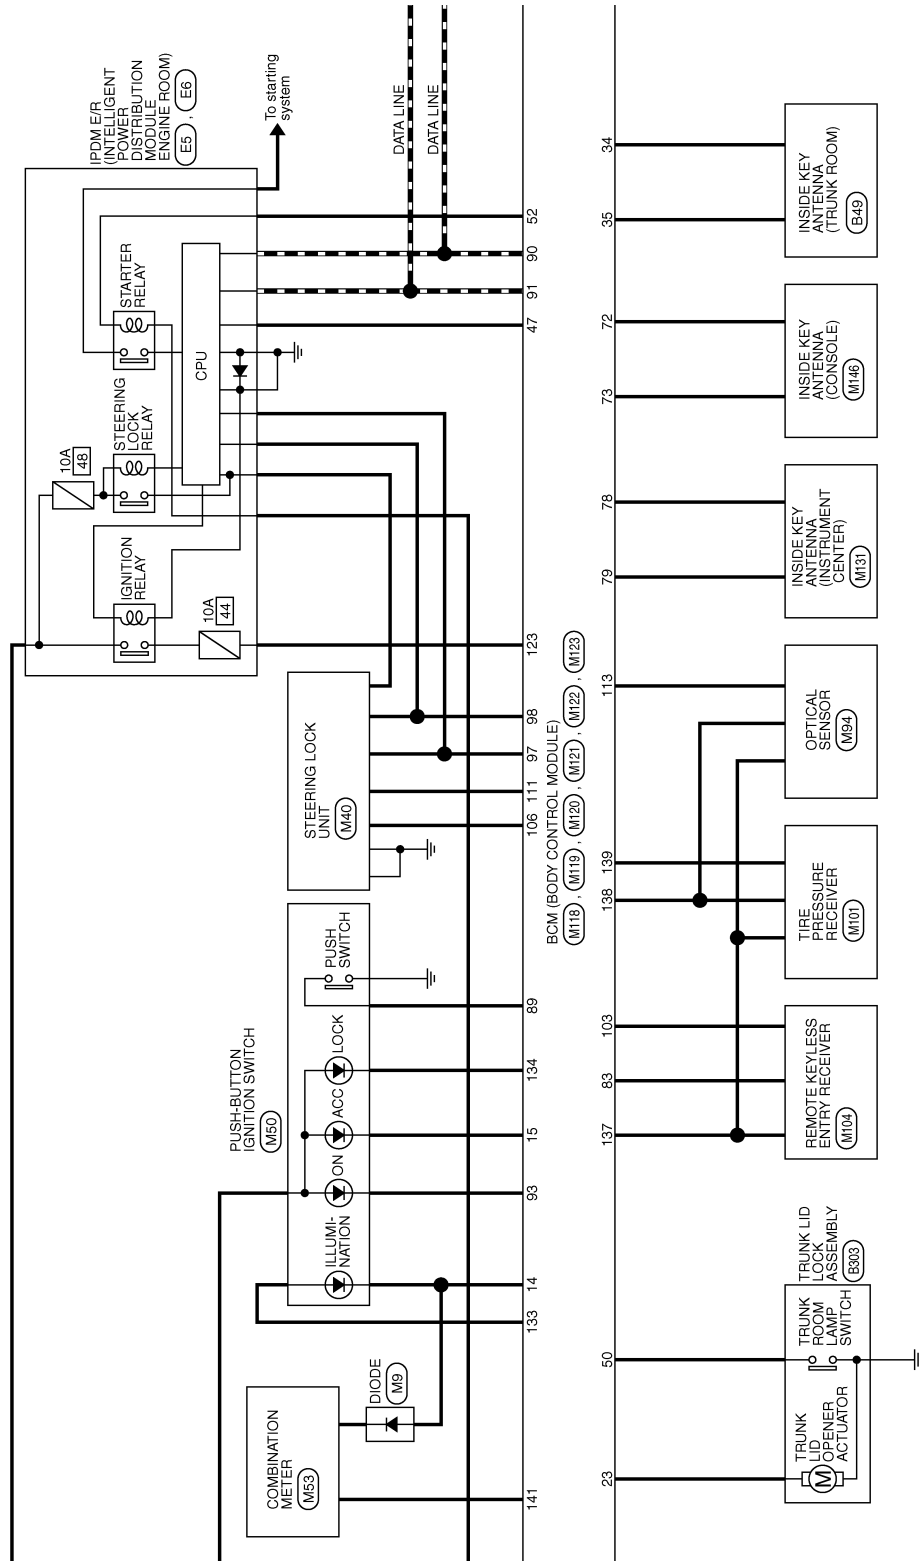 IPDM E/R
(INTELLIGENT
POWER
DISTRIBUTION
MODULE
ENGINE ROOM)
E5 , E6
To starting
system
DATA LINE
DATA LINE
STARTER
RELAY
CPU
STEERING
LOCK
RELAY
10A
48
IGNITION
RELAY
10A
44
52
90
91
47
123
98
97
111
106
89
134
15
93
14
133
141
STEERING LOCK
UNIT
M40
PUSH-BUTTON
IGNITION SWITCH
M50
PUSH
SWITCH
LOCK
ACC
ON
ILLUMI-
NATION
DIODE
M9
COMBINATION
METER
M53
BCM (BODY CONTROL MODULE)
M118 , M119 , M120 , M121 , M122 , M123
34
35
72
73
78
79
113
139
138
103
83
137
50
23
INSIDE KEY
ANTENNA
(TRUNK ROOM)
B49
INSIDE KEY
ANTENNA
(CONSOLE)
M146
INSIDE KEY
ANTENNA
(INSTRUMENT
CENTER)
M131
OPTICAL
SENSOR
M94
TIRE
PRESSURE
RECEIVER
M101
REMOTE KEYLESS
ENTRY RECEIVER
M104
TRUNK LID
LOCK
ASSEMBLY
B303
TRUNK
ROOM
LAMP
SWITCH
TRUNK
LID
OPENER
ACTUATOR
M